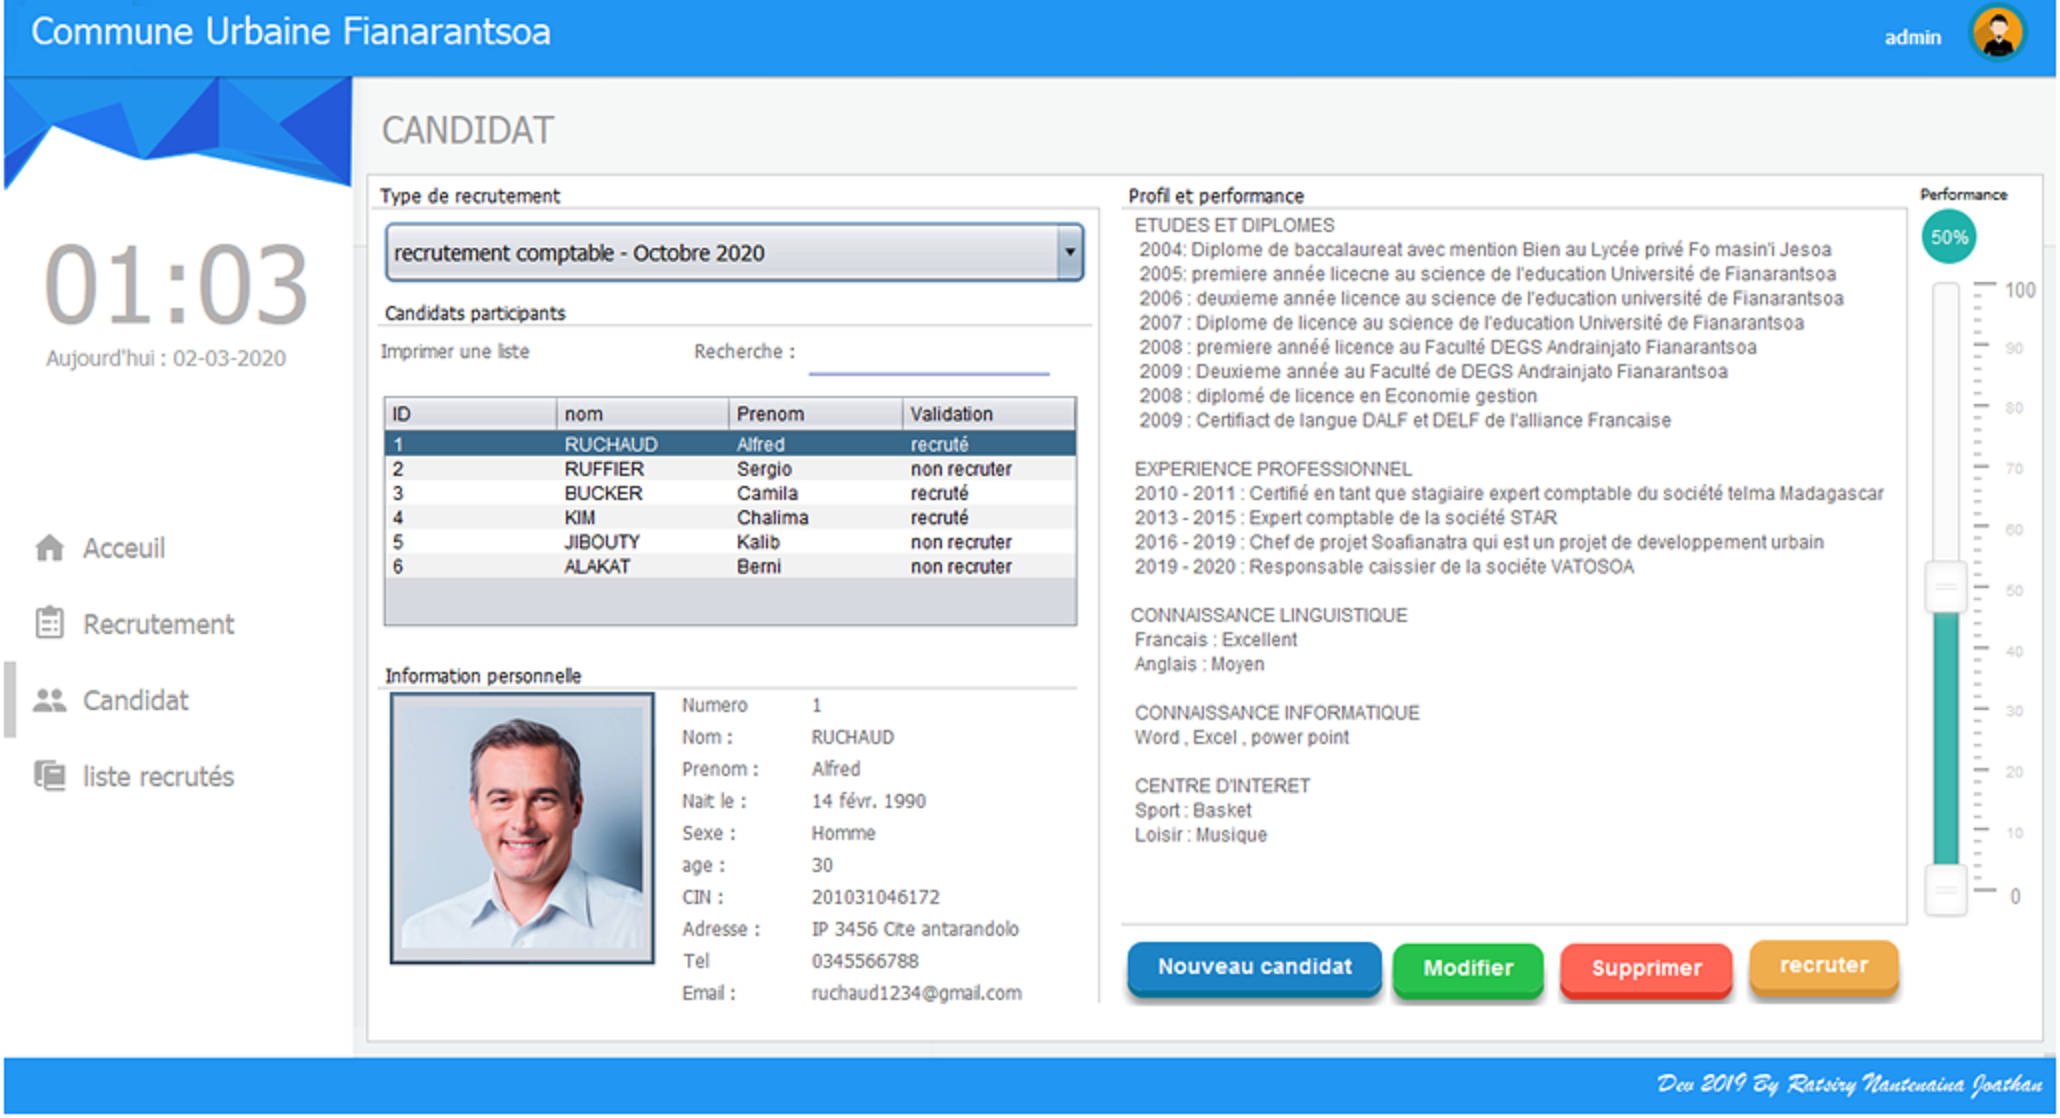 Commune Urbaine Fianarantsoa
admin
01:03
Aujourd'hui : 02-03-2020
Acceuil
Recrutement
Candidat
liste recrutés
CANDIDAT
Type de recrutement
recrutement comptable - Octobre 2020
Candidats participants
Imprimer une liste Recherche :
ID nom Prenom Validation
1 RUCHAUD Alfred recruté
2 RUFFIER Sergio non recruter
3 BUCKER Camila recruté
4 KIM Chalima recruté
5 JIBOUTY Kalib non recruter
6 ALAKAT Berni non recruter
Information personnelle
Numero 1
Nom : RUCHAUD
Prenom : Alfred
Nait le : 14 févr. 1990
Sexe : Homme
age : 30
CIN : 201031046172
Adresse : IP 3456 Cite antarandolo
Tel 0345566788
Email : ruchaud1234@gmail.com
Profil et performance
ETUDES ET DIPLOMES
2004: Diplome de baccalaureat avec mention Bien au Lycée privé Fo masin'i Jesoa
2005: premiere année licecne au science de l'education Université de Fianarantsoa
2006 : deuxieme année licence au science de l'education université de Fianarantsoa
2007 : Diplome de licence au science de l'education Université de Fianarantsoa
2008 : premiere annéé licence au Faculté DEGS Andrainjato Fianarantsoa
2009 : Deuxieme année au Faculté de DEGS Andrainjato Fianarantsoa
2008 : diplomé de licence en Economie gestion
2009 : Certifiact de langue DALF et DELF de l'alliance Francaise
EXPERIENCE PROFESSIONNEL
2010 - 2011 : Certifié en tant que stagiaire expert comptable du société telma Madagascar
2013 - 2015 : Expert comptable de la société STAR
2016 - 2019 : Chef de projet Soafianatra qui est un projet de developpement urbain
2019 - 2020 : Responsable caissier de la sociéte VATOSOA
CONNAISSANCE LINGUISTIQUE
Francais : Excellent
Anglais : Moyen
CONNAISSANCE INFORMATIQUE
Word , Excel , power point
CENTRE D'INTERET
Sport : Basket
Loisir : Musique
Performance
50%
100
90
80
70
60
50
40
30
20
10
0
Nouveau candidat
Modifier
Supprimer
recruter
Dev 2019 By Ratsiry Nantenaina Joathan